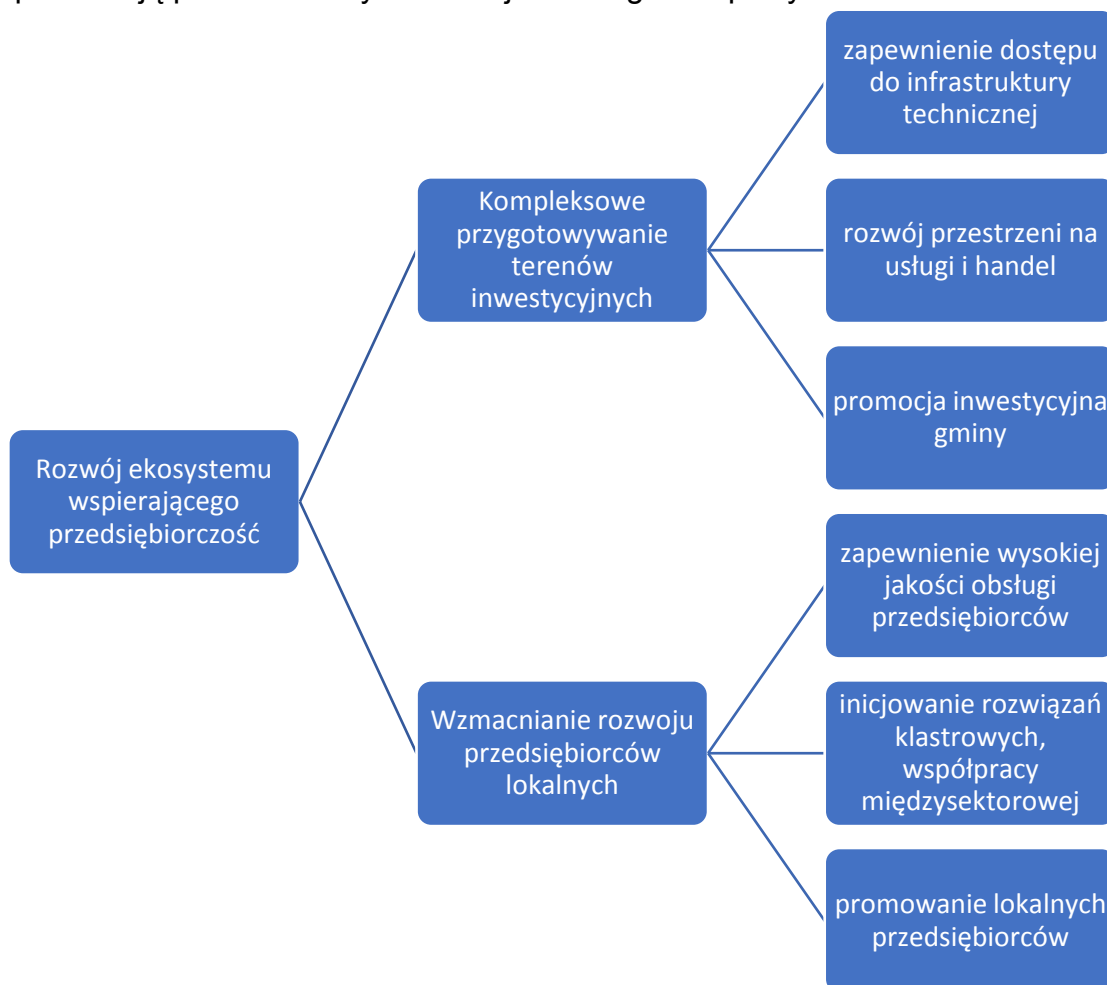 zapewnienie dostępu
do infrastruktury
technicznej
Kompleksowe
przygotowywanie
terenów
inwestycyjnych
rozwój przestrzeni na
usługi i handel
promocja inwestycyjna
gminy
Rozwój ekosystemu
wspierającego
przedsiębiorczość
zapewnienie wysokiej
jakości obsługi
przedsiębiorców
Wzmacnianie rozwoju
przedsiębiorców
lokalnych
inicjowanie rozwiązań
klastrowych,
współpracy
międzysektorowej
promowanie lokalnych
przedsiębiorców